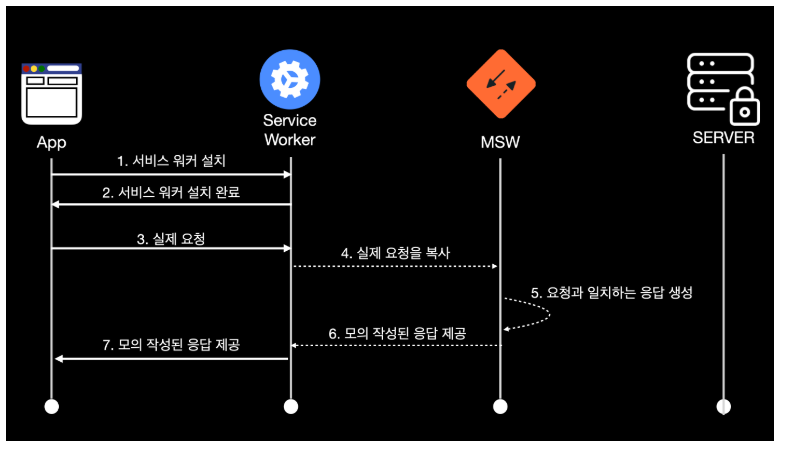 App
Service
Worker
MSW
SERVER
1. 서비스 워커 설치
2. 서비스 워커 설치 완료
3. 실제 요청
4. 실제 요청을 복사
5. 요청과 일치하는 응답 생성
6. 모의 작성된 응답 제공
7. 모의 작성된 응답 제공